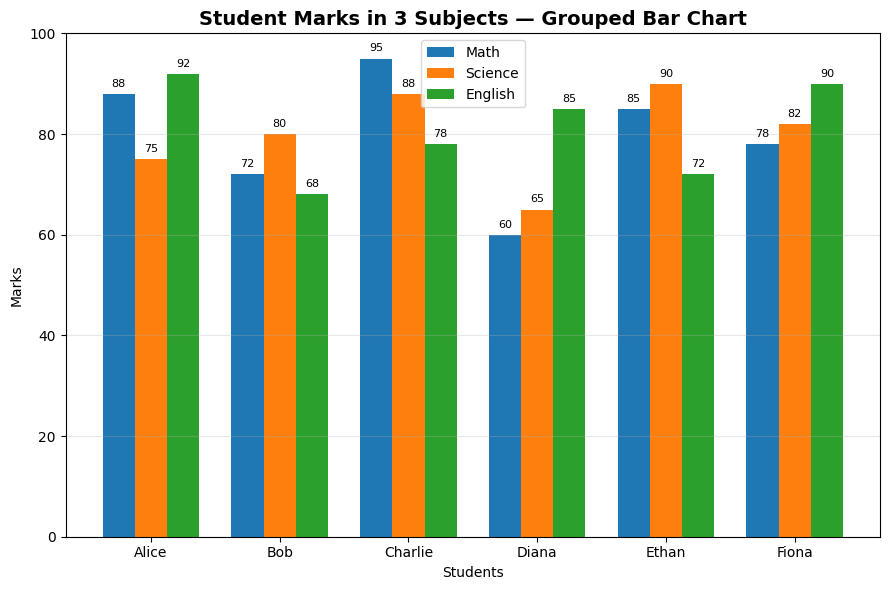 Student Marks in 3 Subjects — Grouped Bar Chart
Marks
100
80
60
40
20
0
Math
Science
English
88
75
92
72
80
68
95
88
78
60
65
85
85
90
72
78
82
90
Alice
Bob
Charlie
Diana
Ethan
Fiona
Students